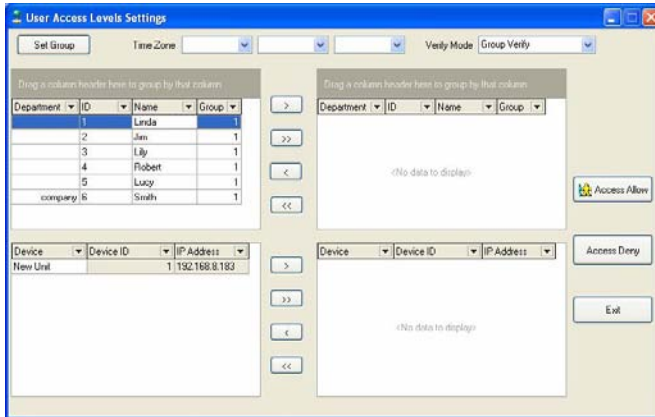 User Access Levels Settings
Set Group Time Zone Verify Mode Group Verify
Drag a column header here to group by that column
Department ID Name Group
1 Linda 1
2 Jim 1
3 Lily 1
4 Robert 1
5 Lucy 1
company 6 Smith 1
>
>>
<
<<
Drag a column header here to group by that column
Department ID Name Group
<No data to display>
Access Allow
Access Deny
Exit
Device Device ID IP Address
New Unit 1 192.168.8.183
>
>>
<
<<
Device Device ID IP Address
<No data to display>